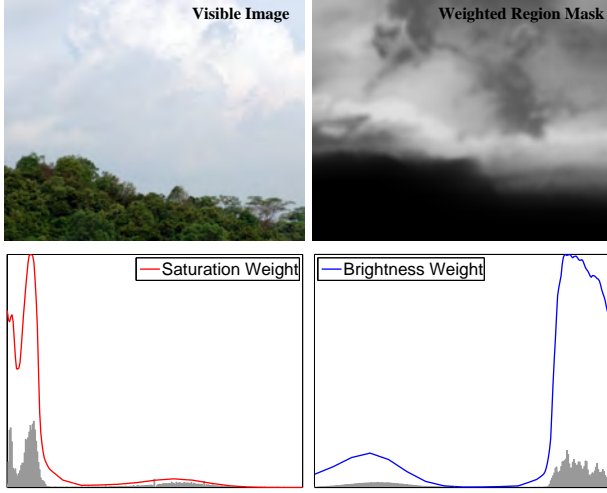 Visible Image
Weighted Region Mask
Saturation Weight
Brightness Weight